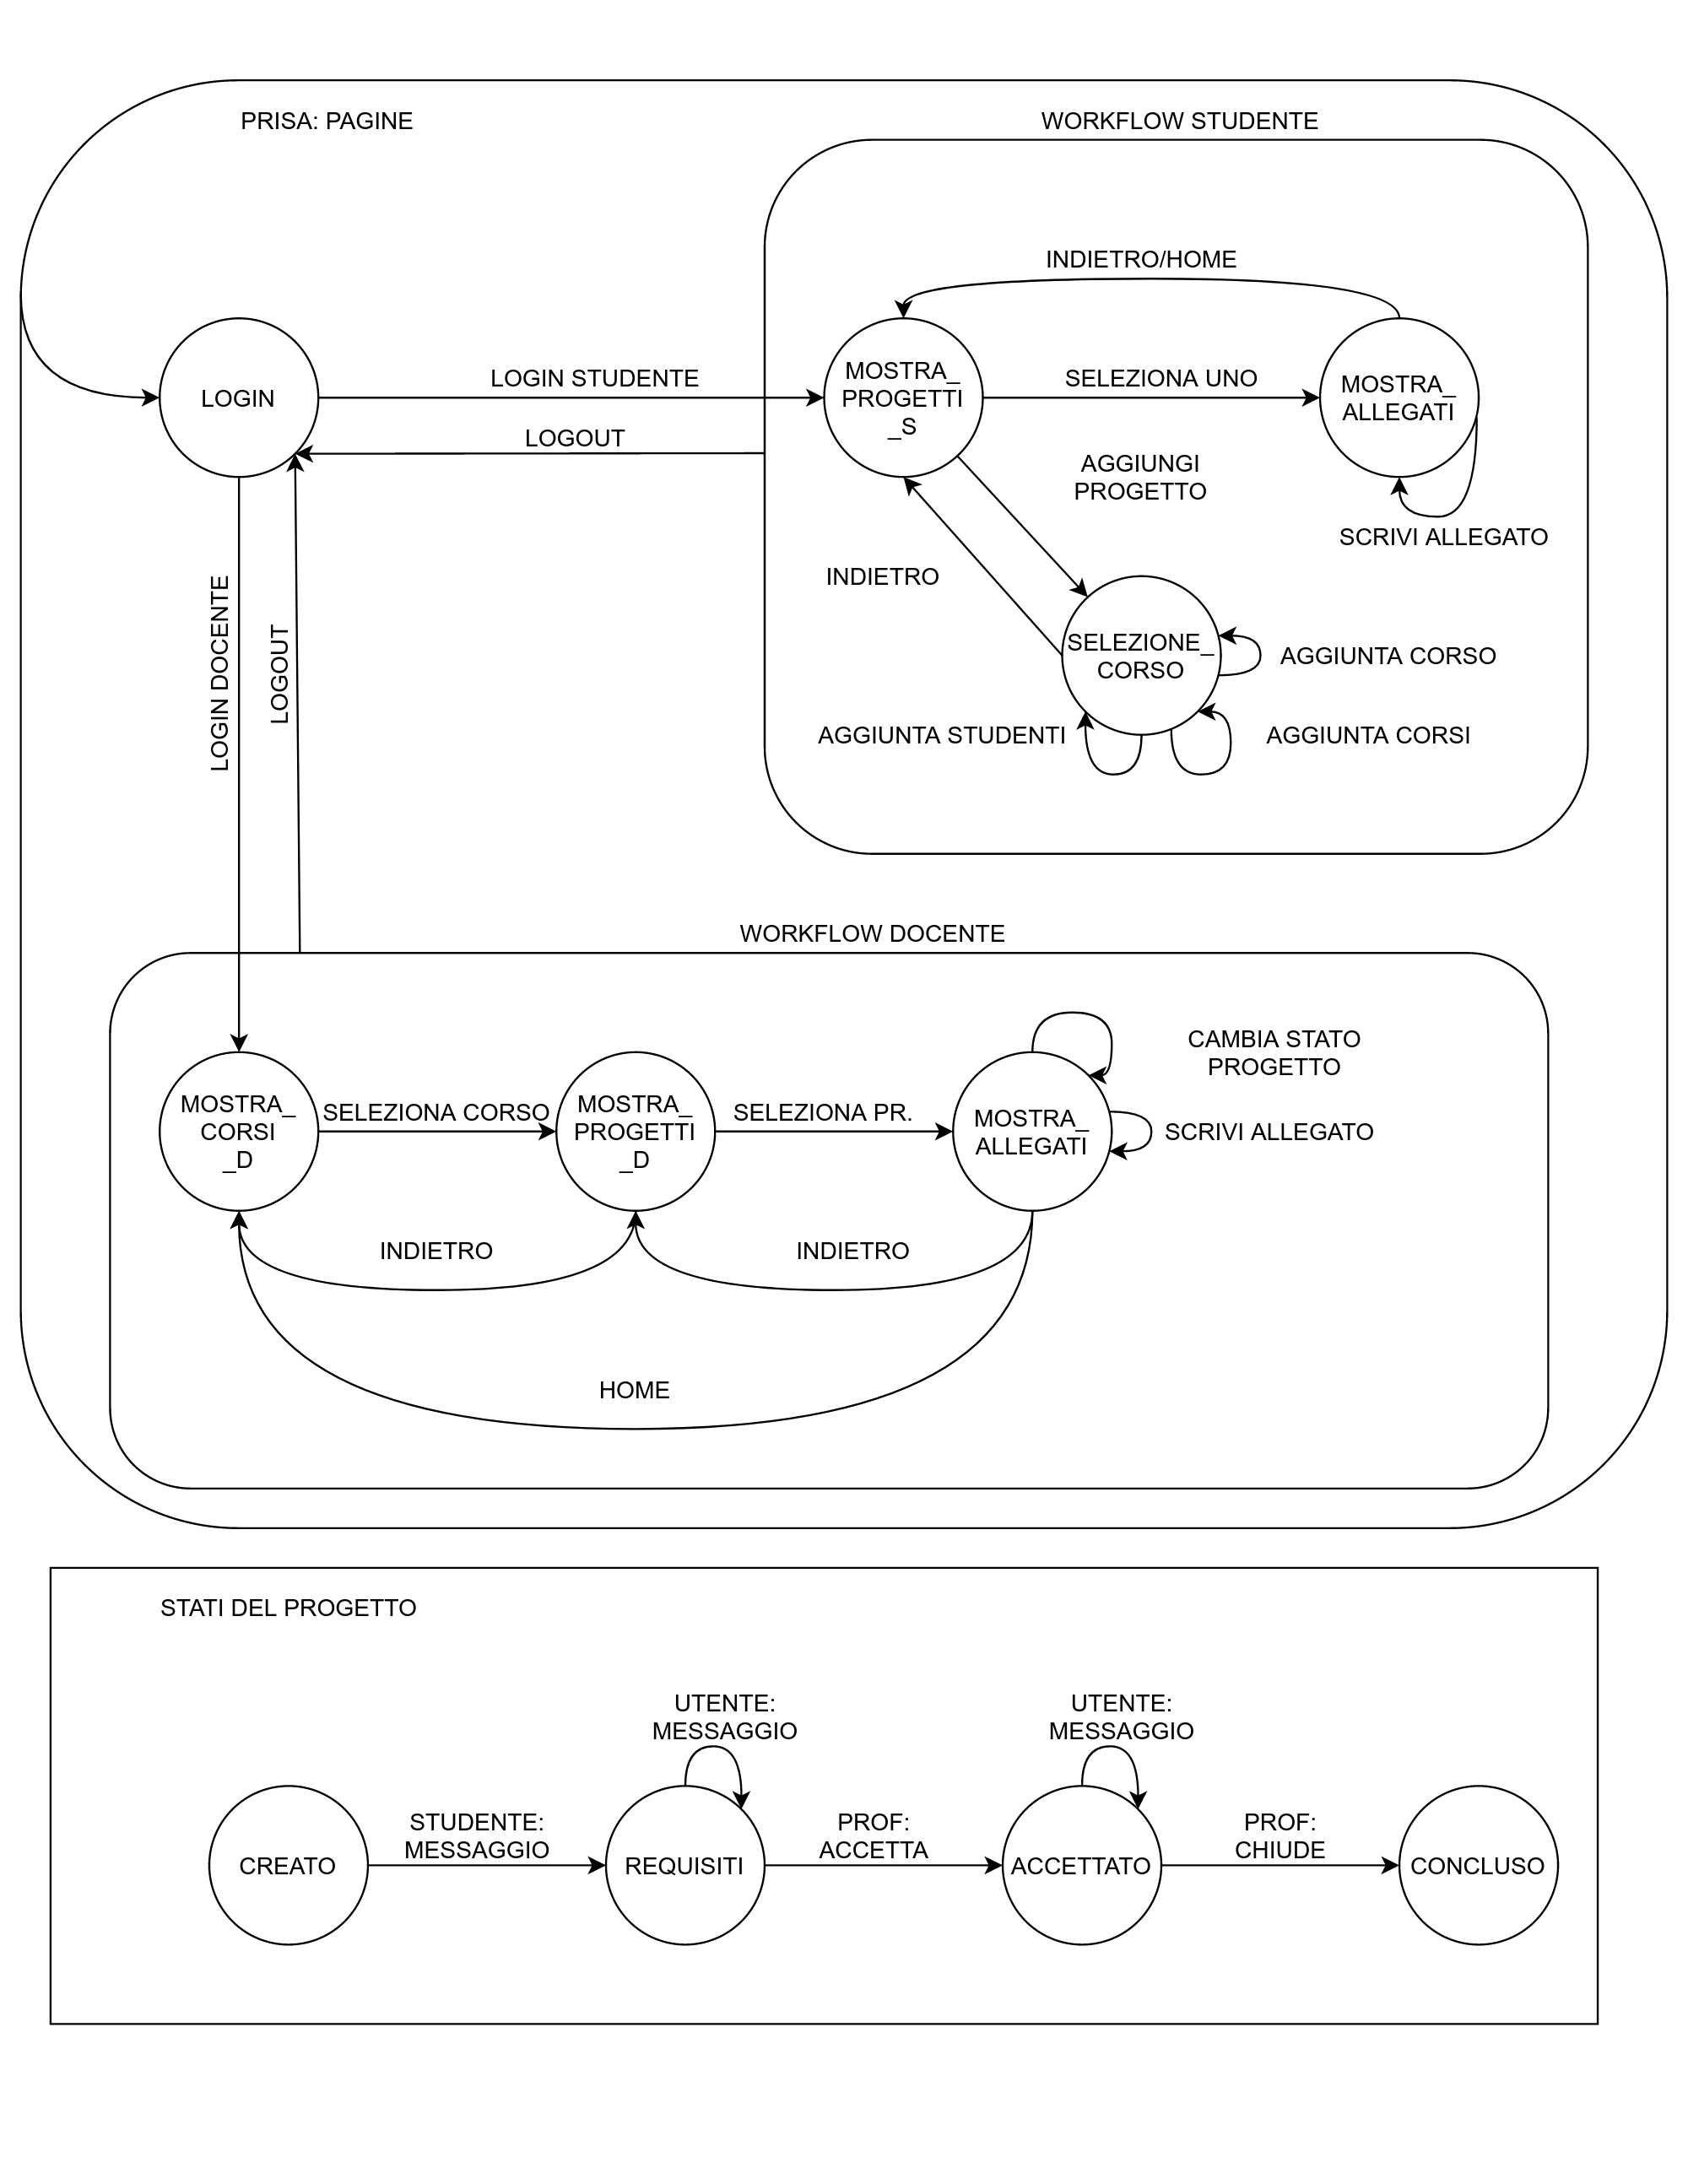 PRISA: PAGINE
WORKFLOW STUDENTE
INDIETRO/HOME
LOGIN
LOGIN STUDENTE
MOSTRA_
PROGETTI
_S
SELEZIONA UNO
MOSTRA_
ALLEGATI
LOGOUT
AGGIUNGI
PROGETTO
SCRIVI ALLEGATO
INDIETRO
LOGIN DOCENTE
LOGOUT
SELEZIONE_
CORSO
AGGIUNTA CORSO
AGGIUNTA STUDENTI
AGGIUNTA CORSI
WORKFLOW DOCENTE
CAMBIA STATO
PROGETTO
MOSTRA_
CORSI
_D
SELEZIONA CORSO
MOSTRA_
PROGETTI
_D
SELEZIONA PR.
MOSTRA_
ALLEGATI
SCRIVI ALLEGATO
INDIETRO
INDIETRO
HOME
STATI DEL PROGETTO
UTENTE:
MESSAGGIO
UTENTE:
MESSAGGIO
CREATO
STUDENTE:
MESSAGGIO
REQUISITI
PROF:
ACCETTA
ACCETTATO
PROF:
CHIUDE
CONCLUSO